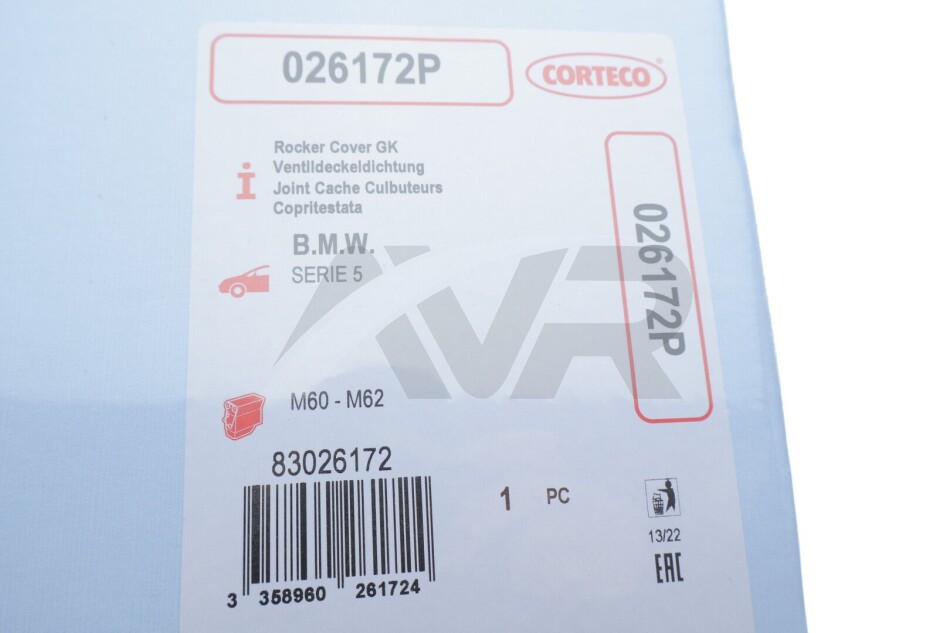 026172P
CORTECO®
Rocker Cover GK
Ventildeckeldichtung
Joint Cache Culbuteurs
Copritestata
B.M.W.
SERIE 5
026172P
AVR
M60 - M62
83026172
1 PC
13/22
EAC
3 358960 261724